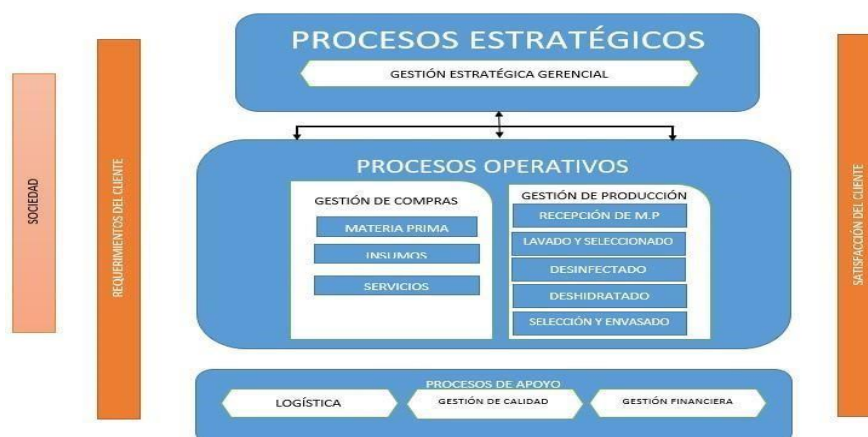 SOCIEDAD
REQUERIMIENTOS DEL CLIENTE
PROCESOS ESTRATÉGICOS
GESTIÓN ESTRATÉGICA GERENCIAL
PROCESOS OPERATIVOS
GESTIÓN DE COMPRAS
MATERIA PRIMA
INSUMOS
SERVICIOS
GESTIÓN DE PRODUCCIÓN
RECEPCIÓN DE M.P
LAVADO Y SELECCIONADO
DESINFECTADO
DESHIDRATADO
SELECCIÓN Y ENVASADO
PROCESOS DE APOYO
LOGÍSTICA
GESTIÓN DE CALIDAD
GESTIÓN FINANCIERA
SATISFACCIÓN DEL CLIENTE